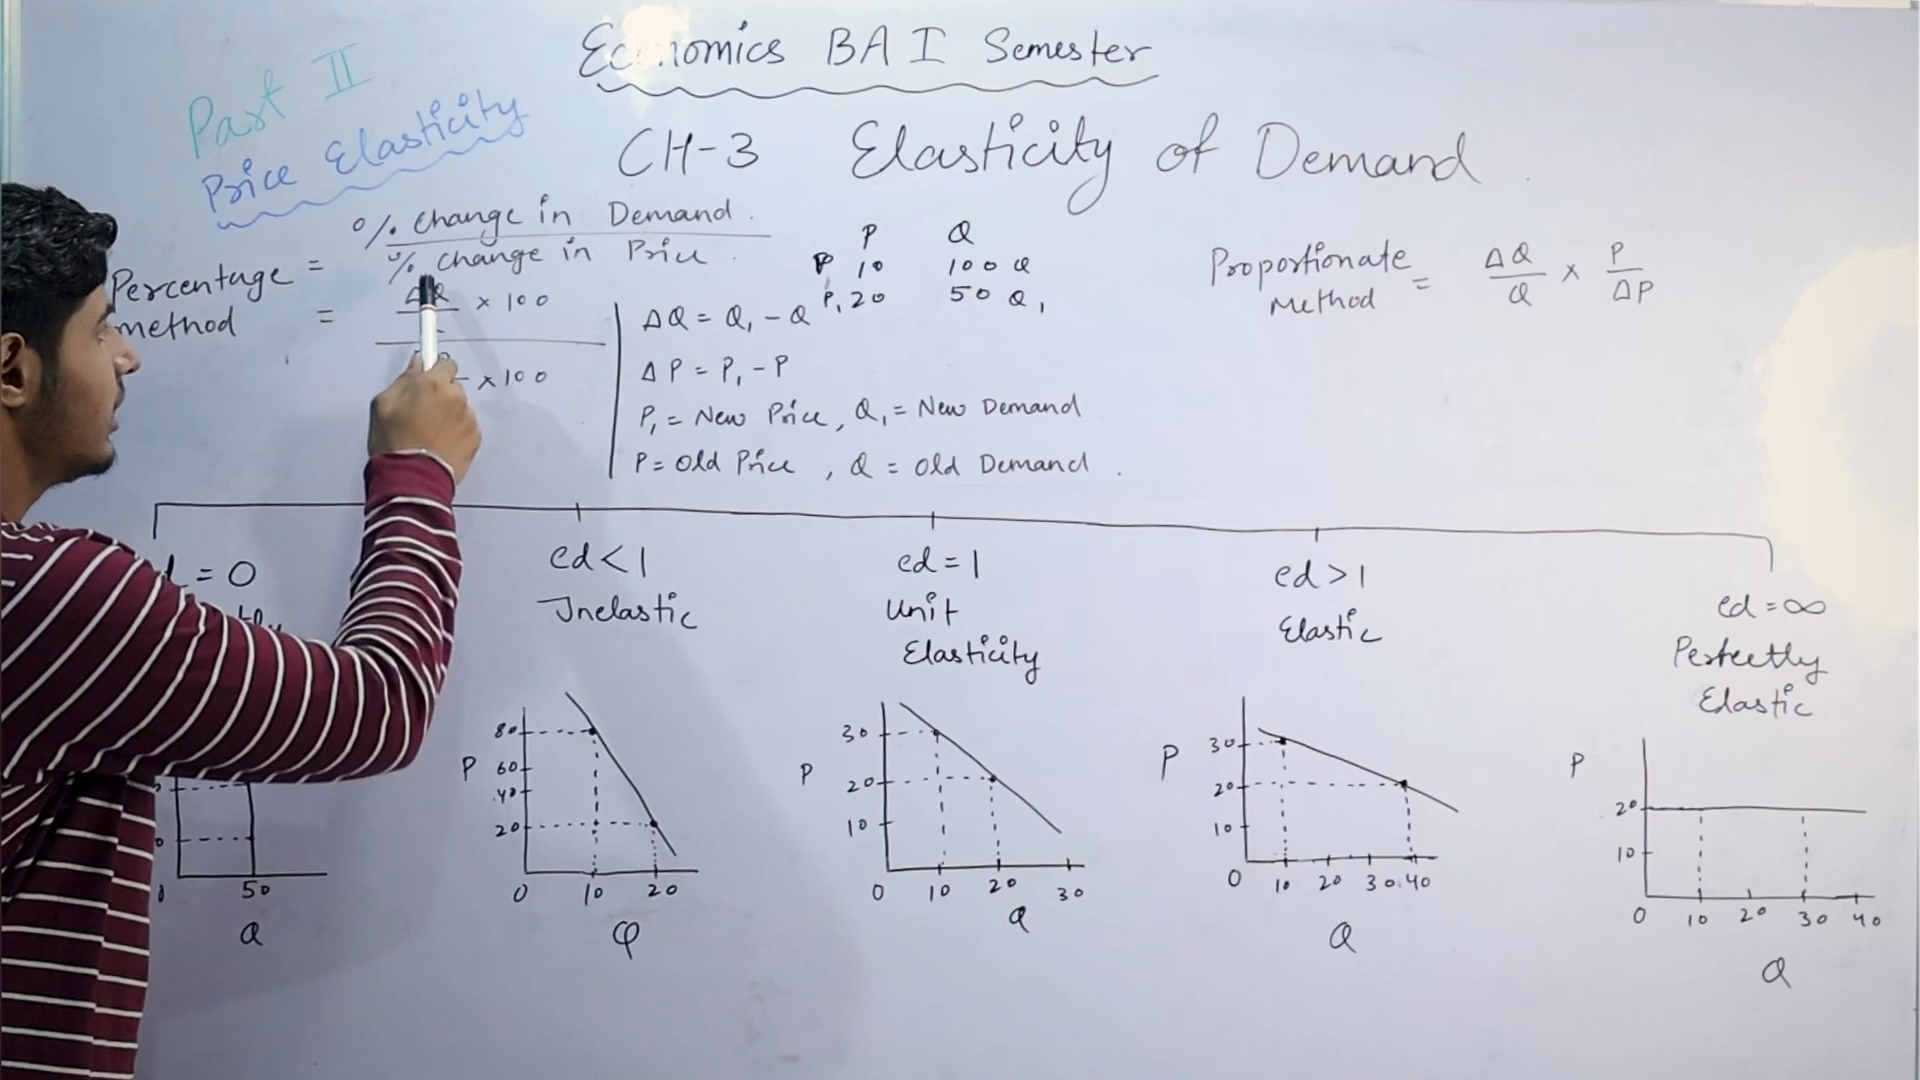 Part II
Price Elasticity
Economics BA I Semester
CH-3 Elasticity of Demand
Percentage method = % change in Demand.
% change in Price.
= ΔQ × 100
× 100
ΔQ = Q₁ - Q
ΔP = P₁ - P
P₁ = New Price, Q₁ = New Demand
P = Old Price, Q = Old Demand.
P Q
P 10 100 Q
P₁ 20 50 Q₁
Proportionate Method = ΔQ/Q × P/ΔP
= 0
50
Q
ed < 1
Inelastic
P
80
60
40
20
0 10 20
Q
ed = 1
Unit
Elasticity
P
30
20
10
0 10 20 30
Q
ed > 1
Elastic
P
30
20
10
0 10 20 30 40
Q
ed = ∞
Perfectly
Elastic
P
20
10
0 10 20 30 40
Q